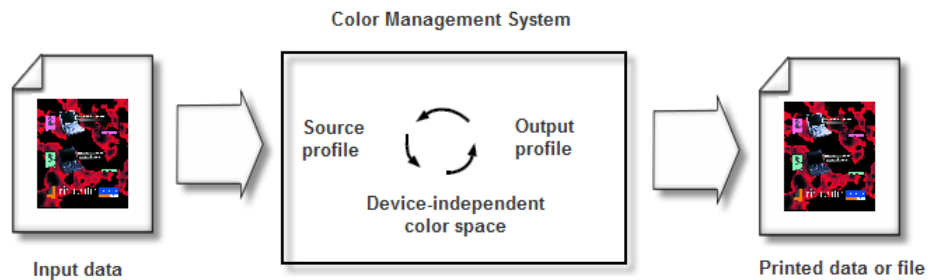 Color Management System
Source
profile
Output
profile
Device-independent
color space
Input data
Printed data or file